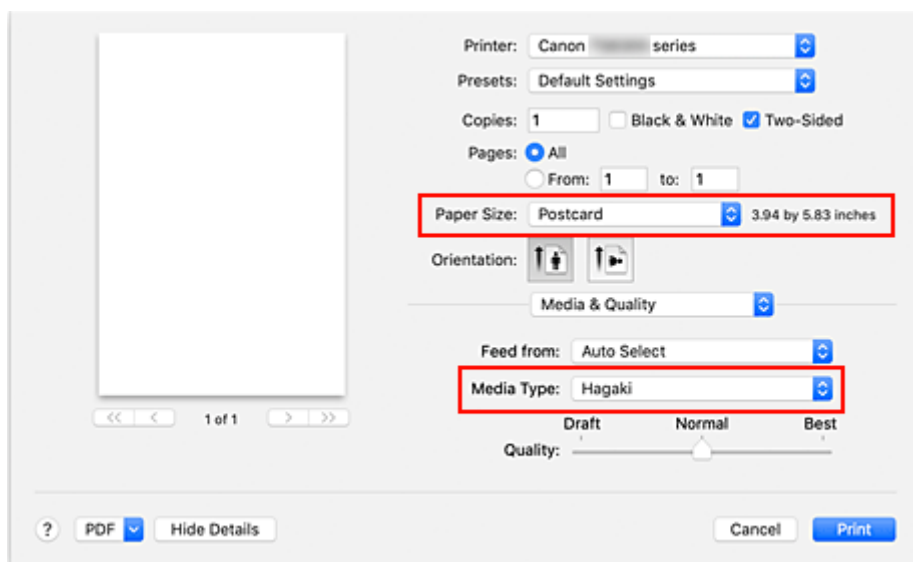 Printer: Canon series
Presets: Default Settings
Copies: 1 Black & White Two-Sided
Pages: All
From: 1 to: 1
Paper Size: Postcard 3.94 by 5.83 inches
Orientation:
Media & Quality
Feed from: Auto Select
Media Type: Hagaki
Draft Normal Best
Quality:
<< < 1 of 1 > >>
? PDF Hide Details Cancel Print